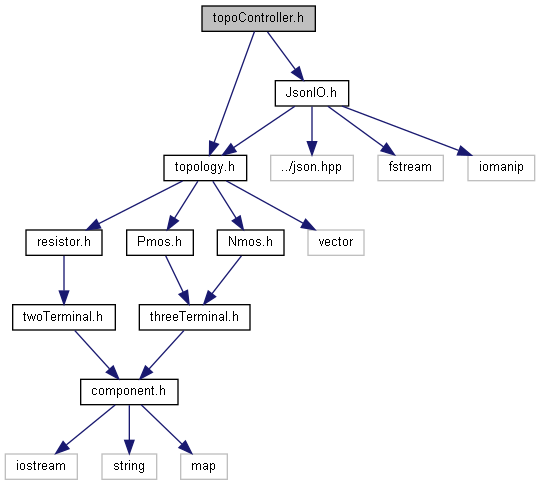 topoController.h
JsonIO.h
topology.h
../json.hpp
fstream
iomanip
resistor.h
Pmos.h
Nmos.h
vector
twoTerminal.h
threeTerminal.h
component.h
iostream
string
map